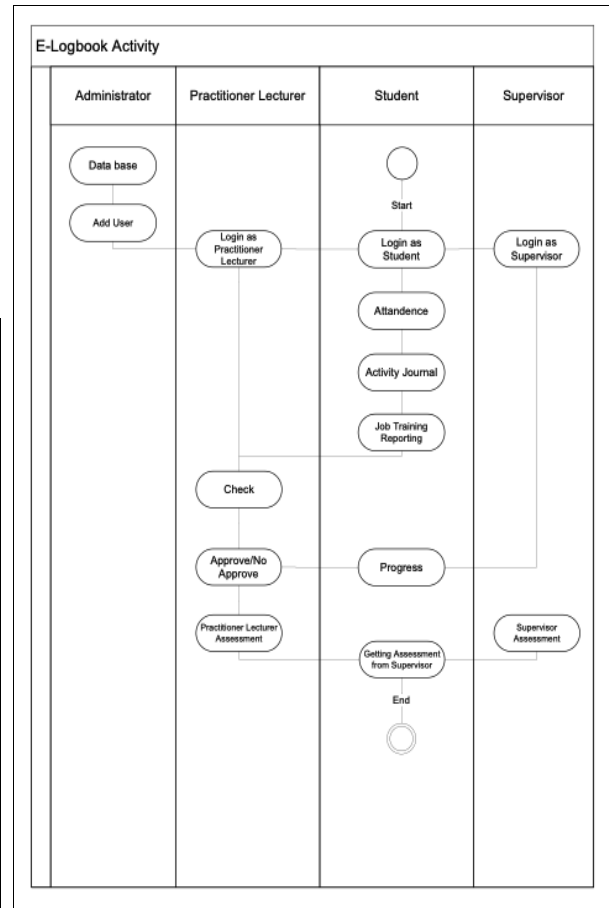 E-Logbook Activity
Administrator
Practitioner Lecturer
Student
Supervisor
Data base
Start
Add User
Login as
Practitioner
Lecturer
Login as
Student
Login as
Supervisor
Attandence
Activity Journal
Job Training
Reporting
Check
Approve/No
Approve
Progress
Practitioner Lecturer
Assessment
Supervisor
Assessment
Getting Assessment
from Supervisor
End